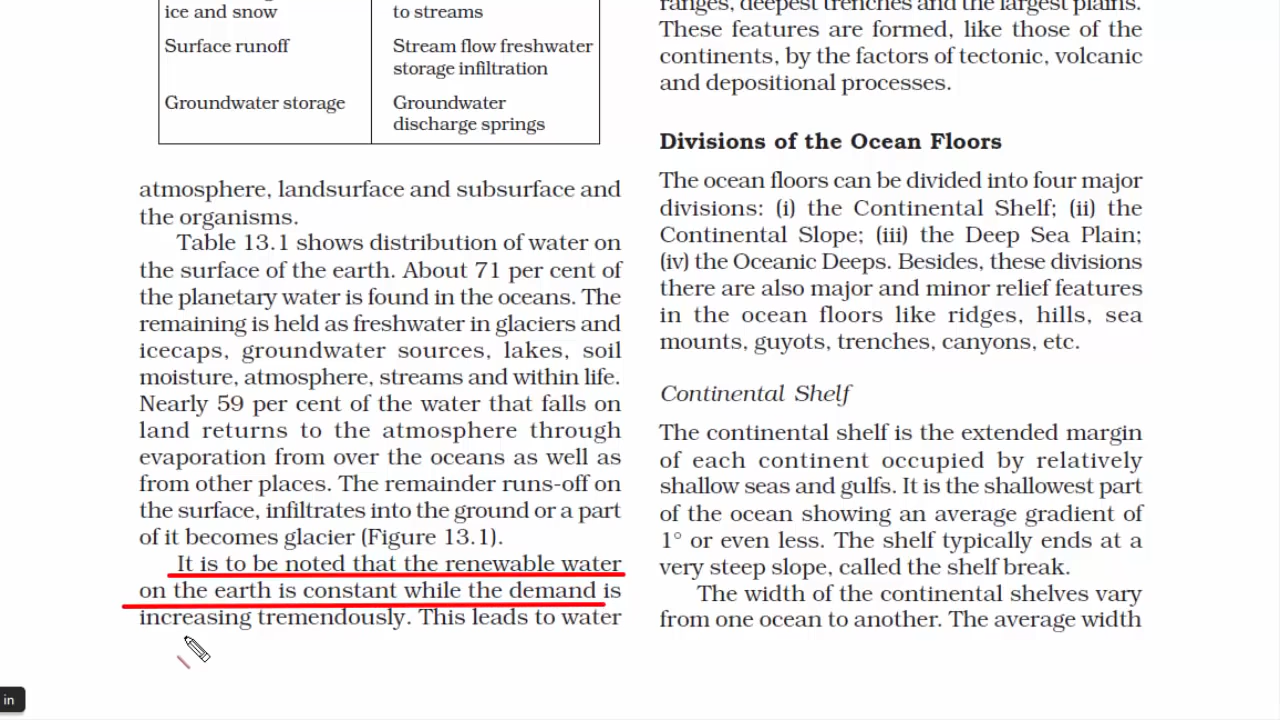 ice and snow
to streams
Surface runoff
Stream flow freshwater
storage infiltration
Groundwater storage
Groundwater
discharge springs
atmosphere, landsurface and subsurface and
the organisms.
Table 13.1 shows distribution of water on
the surface of the earth. About 71 per cent of
the planetary water is found in the oceans. The
remaining is held as freshwater in glaciers and
icecaps, groundwater sources, lakes, soil
moisture, atmosphere, streams and within life.
Nearly 59 per cent of the water that falls on
land returns to the atmosphere through
evaporation from over the oceans as well as
from other places. The remainder runs-off on
the surface, infiltrates into the ground or a part
of it becomes glacier (Figure 13.1).
It is to be noted that the renewable water
on the earth is constant while the demand is
increasing tremendously. This leads to water
ranges, deepest trenches and the largest plains.
These features are formed, like those of the
continents, by the factors of tectonic, volcanic
and depositional processes.
Divisions of the Ocean Floors
The ocean floors can be divided into four major
divisions: (i) the Continental Shelf; (ii) the
Continental Slope; (iii) the Deep Sea Plain;
(iv) the Oceanic Deeps. Besides, these divisions
there are also major and minor relief features
in the ocean floors like ridges, hills, sea
mounts, guyots, trenches, canyons, etc.
Continental Shelf
The continental shelf is the extended margin
of each continent occupied by relatively
shallow seas and gulfs. It is the shallowest part
of the ocean showing an average gradient of
1° or even less. The shelf typically ends at a
very steep slope, called the shelf break.
The width of the continental shelves vary
from one ocean to another. The average width
in